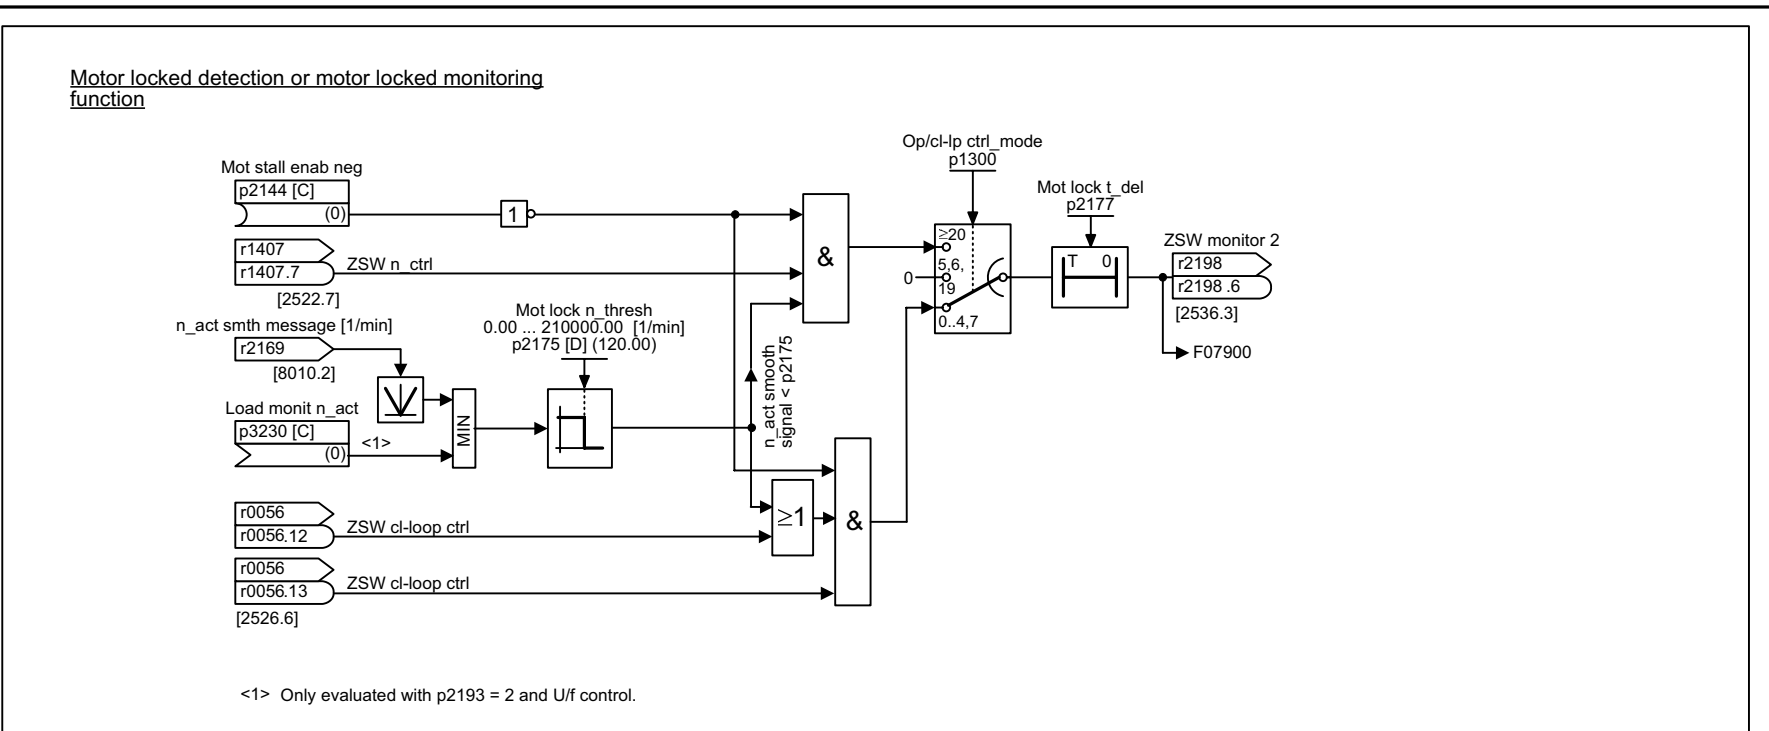 Motor locked detection or motor locked monitoring
function
Op/cl-lp ctrl_mode
p1300
Mot stall enab neg
p2144 [C]
(0)
1
Mot lock t_del
p2177
r1407
r1407.7
ZSW n_ctrl
[2522.7]
&
≥20
5,6,
0
19
0..4,7
T 0
ZSW monitor 2
r2198
r2198 .6
[2536.3]
F07900
Mot lock n_thresh
0.00 ... 210000.00 [1/min]
p2175 [D] (120.00)
n_act smth message [1/min]
r2169
[8010.2]
n_act smooth
signal < p2175
Load monit n_act
p3230 [C]
(0)
<1>
MIN
r0056
r0056.12
ZSW cl-loop ctrl
≥1
&
r0056
r0056.13
ZSW cl-loop ctrl
[2526.6]
<1> Only evaluated with p2193 = 2 and U/f control.